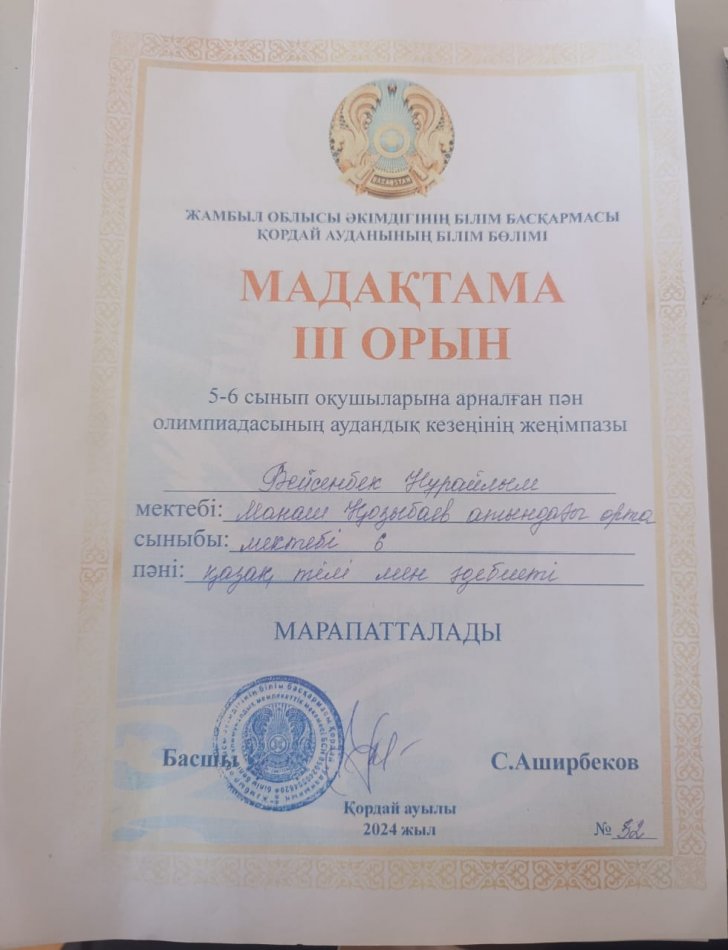 ҚАЗАҚСТАН
ЖАМБЫЛ ОБЛЫСЫ ӘКІМДІГІНІҢ БІЛІМ БАСҚАРМАСЫ
ҚОРДАЙ АУДАНЫНЫҢ БІЛІМ БӨЛІМІ
МАДАҚТАМА
ІІІ ОРЫН
5-6 сынып оқушыларына арналған пән
олимпиадасының аудандық кезеңінің жеңімпазы
Бейсенбек Нурайлым
мектебі: Манаш Қозыбаев атындағы орта
сыныбы: мектебі 6
пәні: қазақ тілі мен әдебиеті
МАРАПАТТАЛАДЫ
Басшы С.Аширбеков
Қордай ауылы
2024 жыл
№ 32